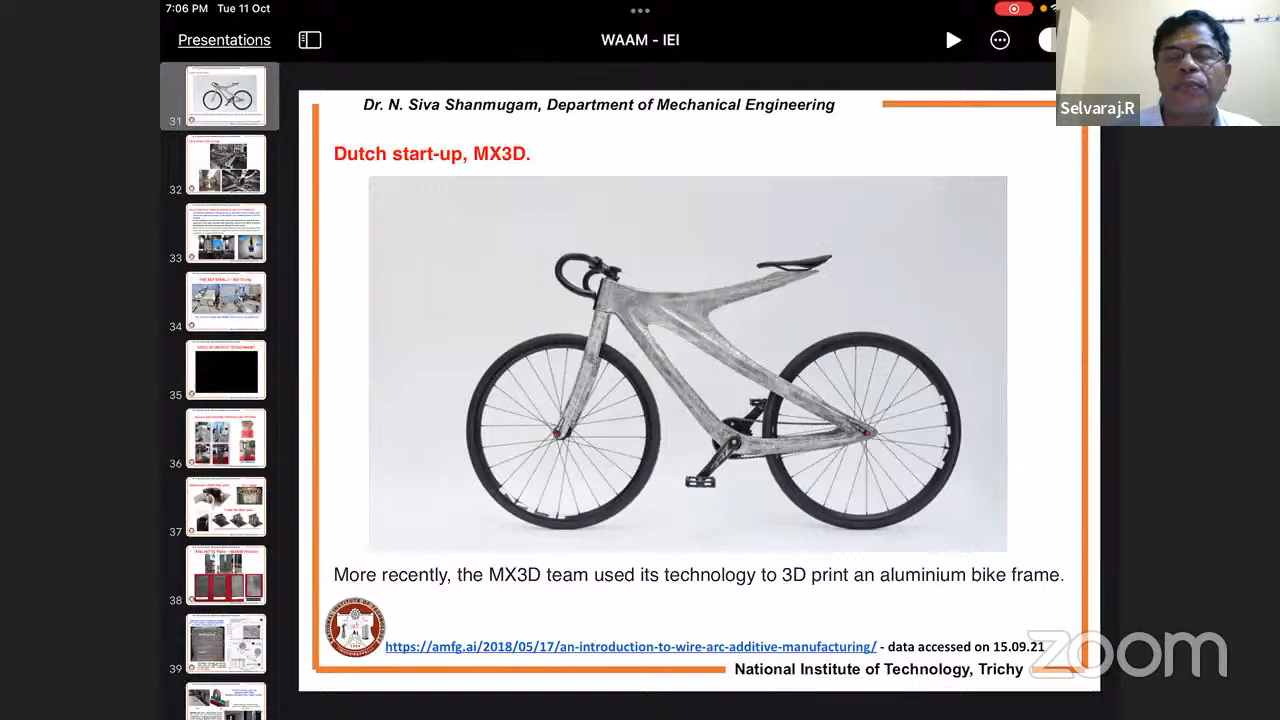 7:06 PM Tue 11 Oct
Presentations
WAAM - IEI
Selvaraj.R
Dr. N. Siva Shanmugam, Department of Mechanical Engineering
Dutch start-up, MX3D.
More recently, the MX3D team used its technology to 3D print an aluminium bike frame.
https://amfg.ai/2018/05/17/an-introduction-to-wire-arc-additive-manufacturing/ - data accessed on 15.09.21
National Institute of Technology, Trichy
zoom
31
32
33
34
35
36
37
38
39